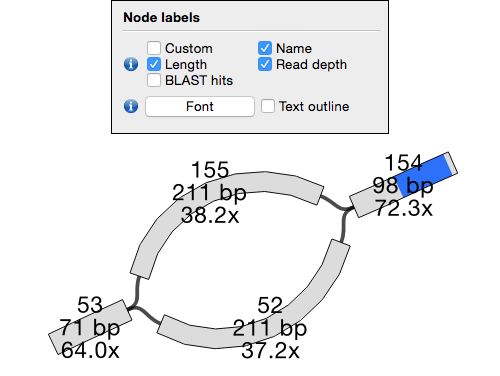 Node labels
Custom Name
Length Read depth
BLAST hits
Font Text outline
155
211 bp
38.2x
154
98 bp
72.3x
53
71 bp
64.0x
52
211 bp
37.2x